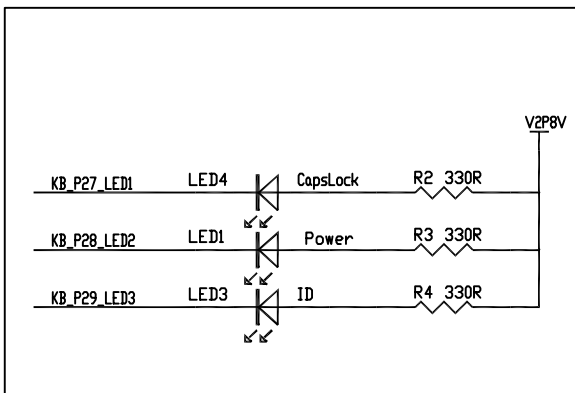 V2P8V
KB_P27_LED1 LED4 CapsLock R2 330R
KB_P28_LED2 LED1 Power R3 330R
KB_P29_LED3 LED3 ID R4 330R